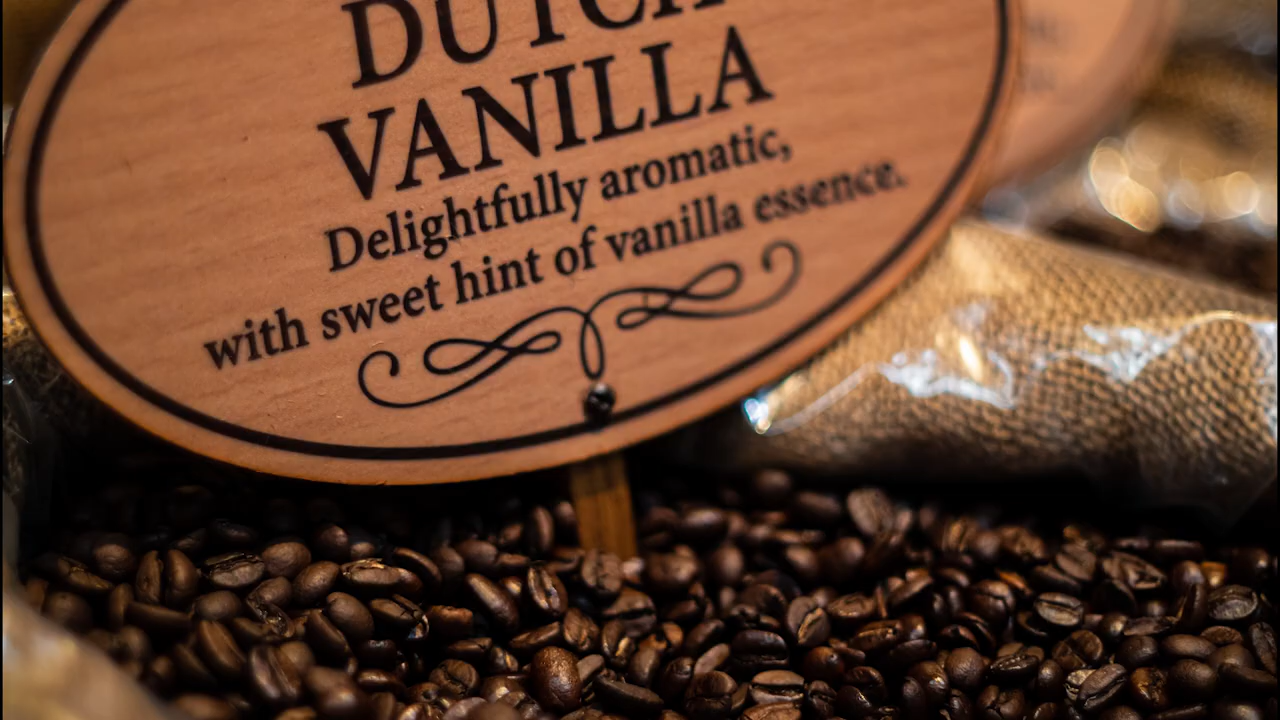 DUTCH
VANILLA
Delightfully aromatic,
with sweet hint of vanilla essence.